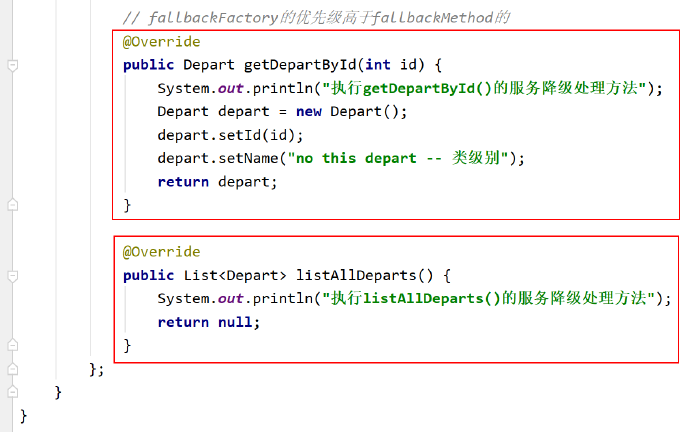 // fallbackFactory的优先级高于fallbackMethod的
@Override
public Depart getDepartById(int id) {
System.out.println("执行getDepartById()的服务降级处理方法");
Depart depart = new Depart();
depart.setId(id);
depart.setName("no this depart -- 类级别");
return depart;
}
@Override
public List<Depart> listAllDeparts() {
System.out.println("执行listAllDeparts()的服务降级处理方法");
return null;
}
};
}
}